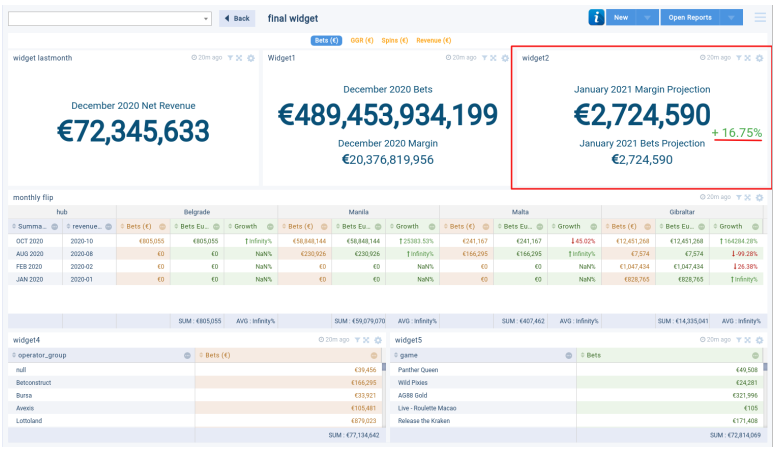 Back
final widget
i
New
Open Reports
Bets (€) GGR (€) Spins (€) Revenue (€)
widget lastmonth
20m ago
December 2020 Net Revenue
€72,345,633
Widget1
20m ago
December 2020 Bets
€489,453,934,199
December 2020 Margin
€20,376,819,956
widget2
20m ago
January 2021 Margin Projection
€2,724,590
+ 16.75%
January 2021 Bets Projection
€2,724,590
monthly flip
20m ago
hub Belgrade Manila Malta Gibraltar
Summa... revenue... Bets (€) Bets Eu... Growth Bets (€) Bets Eu... Growth Bets (€) Bets Eu... Growth Bets (€) Bets Eu... Growth
OCT 2020 2020-10 €805,055 €805,055 Infinity% €58,848,144 €58,848,144 25383.53% €241,167 €241,167 45.02% €12,451,268 €12,451,268 164284.28%
AUG 2020 2020-08 €0 €0 NaN% €230,926 €230,926 Infinity% €166,295 €166,295 Infinity% €7,574 €7,574 -99.28%
FEB 2020 2020-02 €0 €0 NaN% €0 €0 NaN% €0 €0 NaN% €1,047,434 €1,047,434 26.38%
JAN 2020 2020-01 €0 €0 NaN% €0 €0 NaN% €0 €0 NaN% €828,765 €828,765 Infinity%
SUM : €805,055 AVG : Infinity% SUM : €59,079,070 AVG : Infinity% SUM : €407,462 AVG : Infinity% SUM : €14,335,041 AVG : Infinity%
widget4
20m ago
operator_group Bets (€)
null €39,456
Betconstruct €166,295
Bursa €33,921
Avexis €105,481
Lottoland €879,023
SUM : €77,134,642
widget5
20m ago
game Bets
Panther Queen €49,508
Wild Pixies €24,281
AG88 Gold €321,996
Live - Roulette Macao €105
Release the Kraken €171,408
SUM : €72,814,069